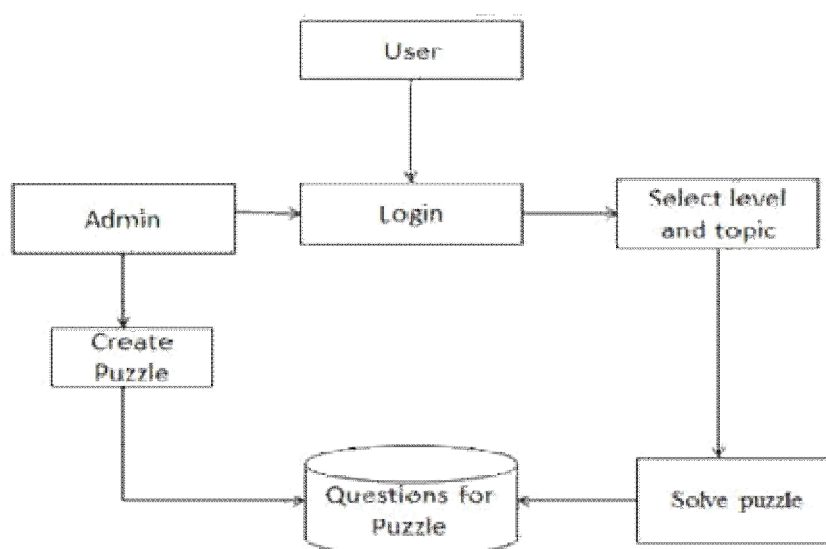 User
Admin
Login
Select level
and topic
Create
Puzzle
Questions for
Puzzle
Solve puzzle